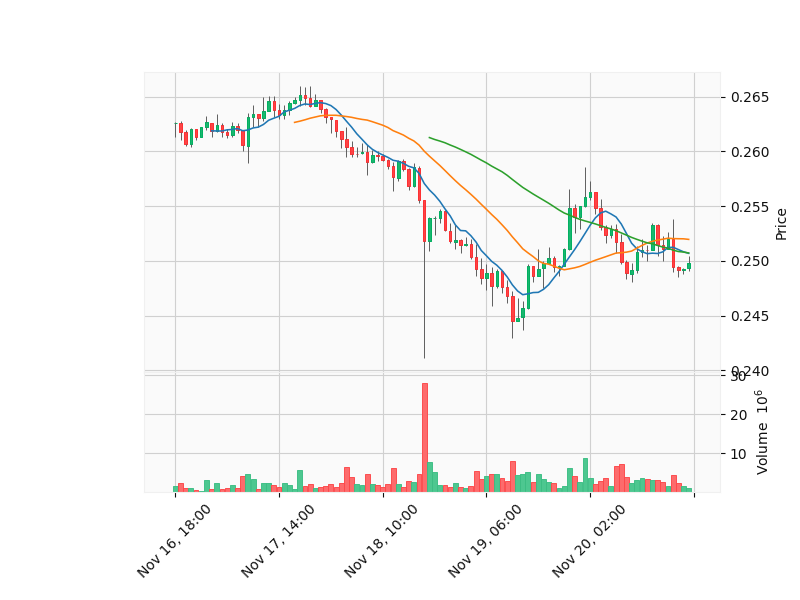 0.265
0.260
0.255
0.250
0.245
0.240
Price
30
20
10
Volume 10^6
Nov 16, 18:00
Nov 17, 14:00
Nov 18, 10:00
Nov 19, 06:00
Nov 20, 02:00